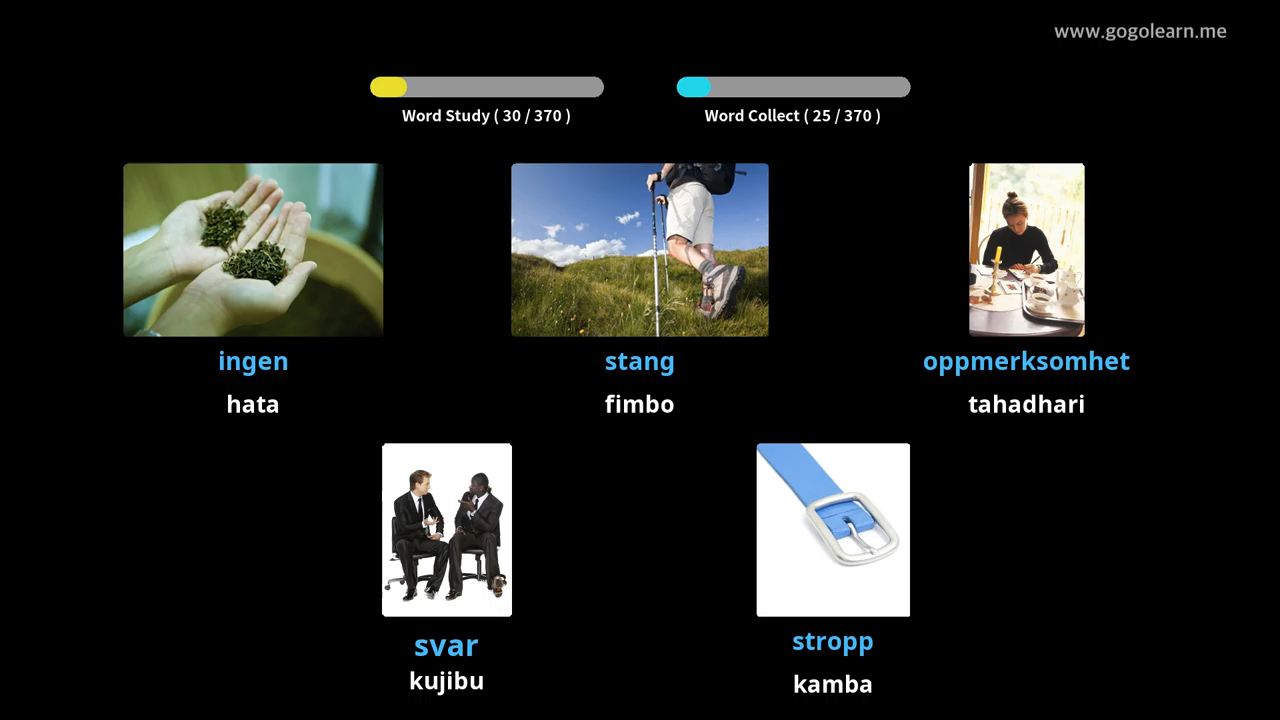 www.gogolearn.me
Word Study ( 30 / 370 )
Word Collect ( 25 / 370 )
ingen
stang
oppmerksomhet
hata
fimbo
tahadhari
svar
stropp
kujibu
kamba